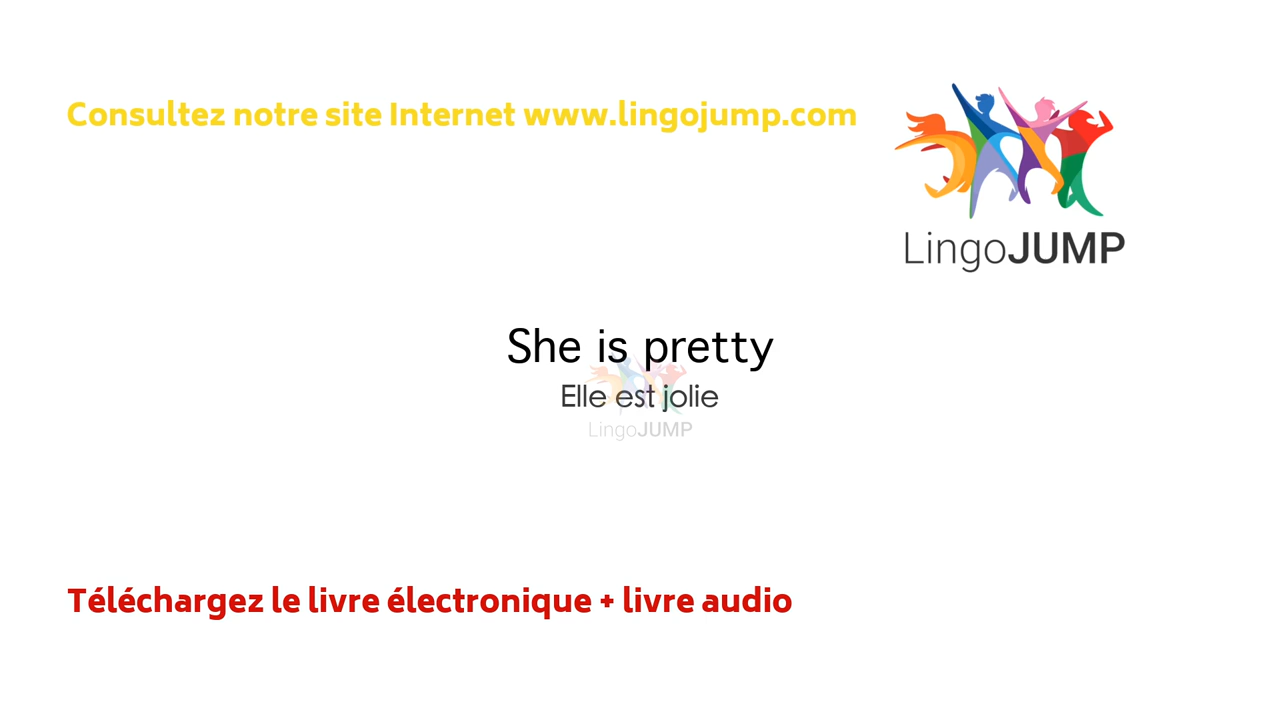 Consultez notre site Internet www.lingojump.com
LingoJUMP
She is pretty
Elle est jolie
LingoJUMP
Téléchargez le livre électronique + livre audio